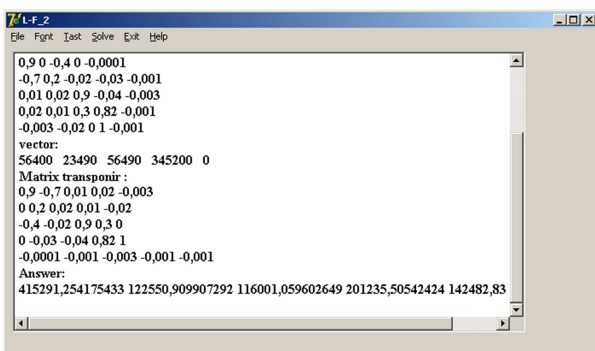 L-F_2
File Font Tast Solve Exit Help
0,9 0 -0,4 0 -0,0001
-0,7 0,2 -0,02 -0,03 -0,001
0,01 0,02 0,9 -0,04 -0,003
0,02 0,01 0,3 0,82 -0,001
-0,003 -0,02 0 1 -0,001
vector:
56400 23490 56490 345200 0
Matrix transponir :
0,9 -0,7 0,01 0,02 -0,003
0 0,2 0,02 0,01 -0,02
-0,4 -0,02 0,9 0,3 0
0 -0,03 -0,04 0,82 1
-0,0001 -0,001 -0,003 -0,001 -0,001
Answer:
415291,254175433 122550,909907292 116001,059602649 201235,50542424 142482,83